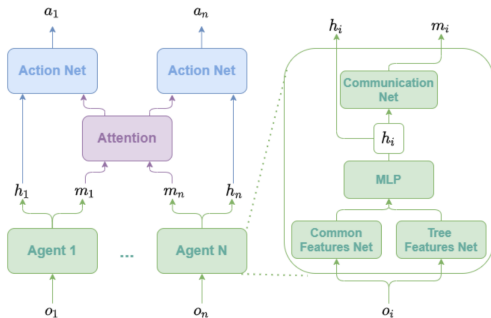 a₁
aₙ
Action Net
Action Net
Attention
h₁
m₁
mₙ
hₙ
Agent 1
...
Agent N
o₁
oₙ
hᵢ
mᵢ
Communication
Net
hᵢ
MLP
Common
Features Net
Tree
Features Net
oᵢ